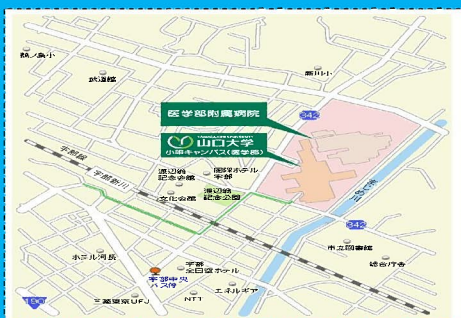 鵜ノ島小
武道館
新川小
342
医学部附属病院
YAMAGUCHI UNIVERSITY
山口大学
小串キャンパス(医学部)
宇部線
宇部新川
渡辺翁
記念会館
国際ホテル
宇部
文化会館
渡辺翁
記念公園
342
ホテル河長
宇部
全日空ホテル
市立図書館
総合庁舎
宇部中央
バス停
190
三菱東京UFJ
NTT
エネルギア